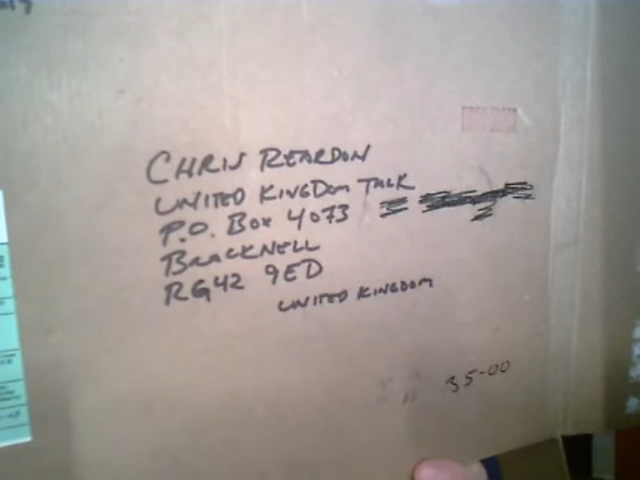 CHRIS REARDON
UNITED KINGDOM TALK
P.O. BOX 4073
BRACKNELL
RG42 9ED
UNITED KINGDOM
35-00